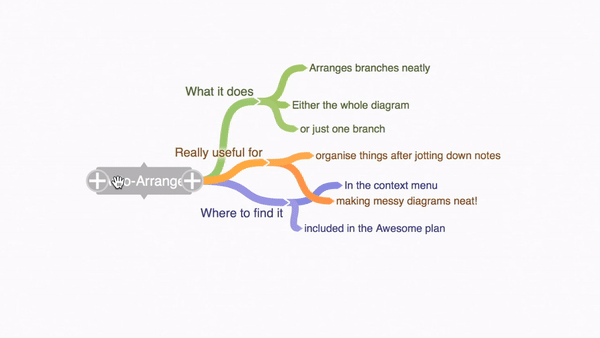 What it does
Arranges branches neatly
Either the whole diagram
or just one branch
Really useful for
organise things after jotting down notes
making messy diagrams neat!
Where to find it
In the context menu
included in the Awesome plan